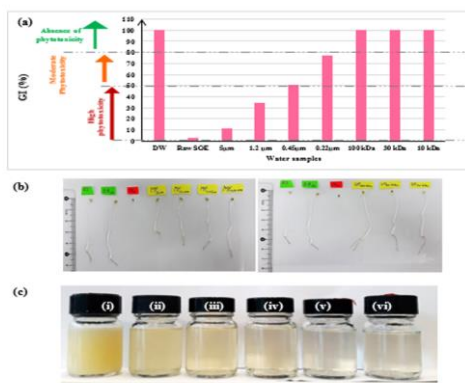 (a)
Absence of
phytotoxicity
Moderate
Phytotoxicity
High
phytotoxicity
GI (%)
110
100
90
80
70
60
50
40
30
20
10
0
DW Raw SOE 5µm 1.2 µm 0.45µm 0.22µm 100 kDa 30 kDa 10 kDa
Water samples
(b)
(c)
(i) (ii) (iii) (iv) (v) (vi)